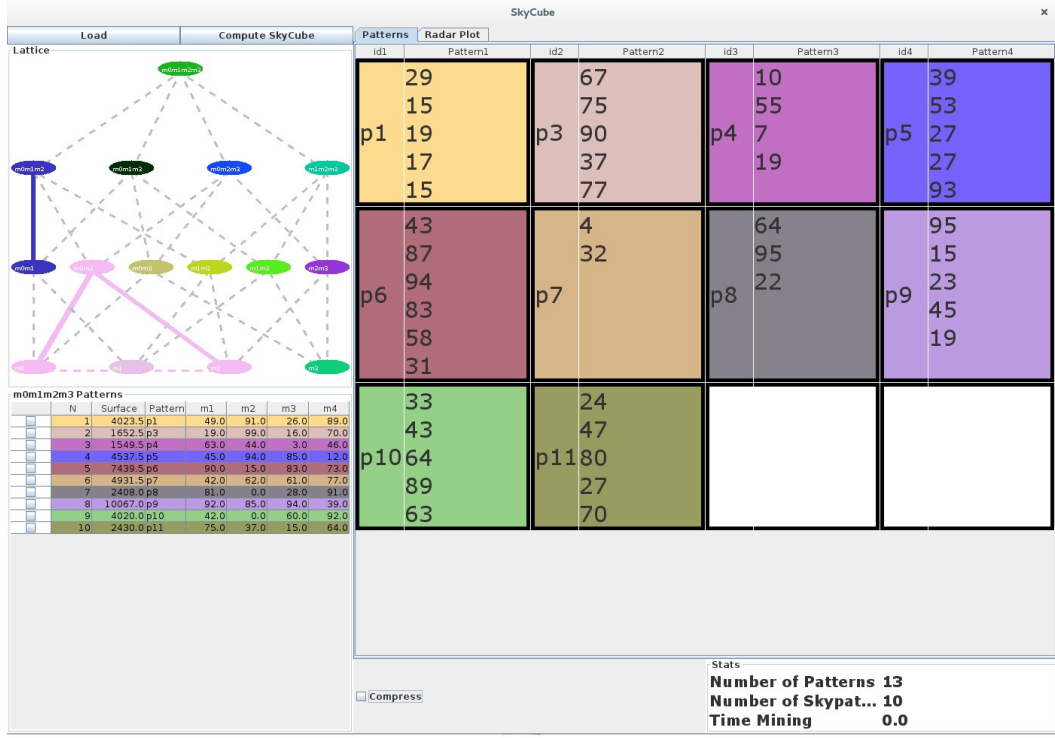 SkyCube ×
Load Compute SkyCube Patterns Radar Plot
Lattice
m0m1m2m3
m0m1m2 m0m1m3 m0m2m3 m1m2m3
m0m1 m0m2 m0m3 m1m2 m1m3 m2m3
m0 m1 m2 m3
m0m1m2m3 Patterns
N Surface Pattern m1 m2 m3 m4
1 4023.5 p1 49.0 91.0 26.0 89.0
2 1652.5 p3 19.0 99.0 16.0 70.0
3 1549.5 p4 63.0 44.0 3.0 46.0
4 4537.5 p5 45.0 94.0 85.0 12.0
5 7439.5 p6 90.0 15.0 83.0 73.0
6 4931.5 p7 42.0 62.0 61.0 77.0
7 2408.0 p8 81.0 0.0 28.0 91.0
8 10067.0 p9 92.0 85.0 94.0 39.0
9 4020.0 p10 42.0 0.0 60.0 92.0
10 2430.0 p11 75.0 37.0 15.0 64.0
id1 Pattern1 id2 Pattern2 id3 Pattern3 id4 Pattern4
29 67 10 39
15 75 55 53
p1 19 p3 90 p4 7 p5 27
17 37 19 27
15 77 93
43 4 64 95
87 32 95 15
94 22 23
p6 p7 p8 p9
83 45
58 19
31
33 24
43 47
p10 64 p11 80
89 27
63 70
Compress
Stats
Number of Patterns 13
Number of Skypat... 10
Time Mining 0.0